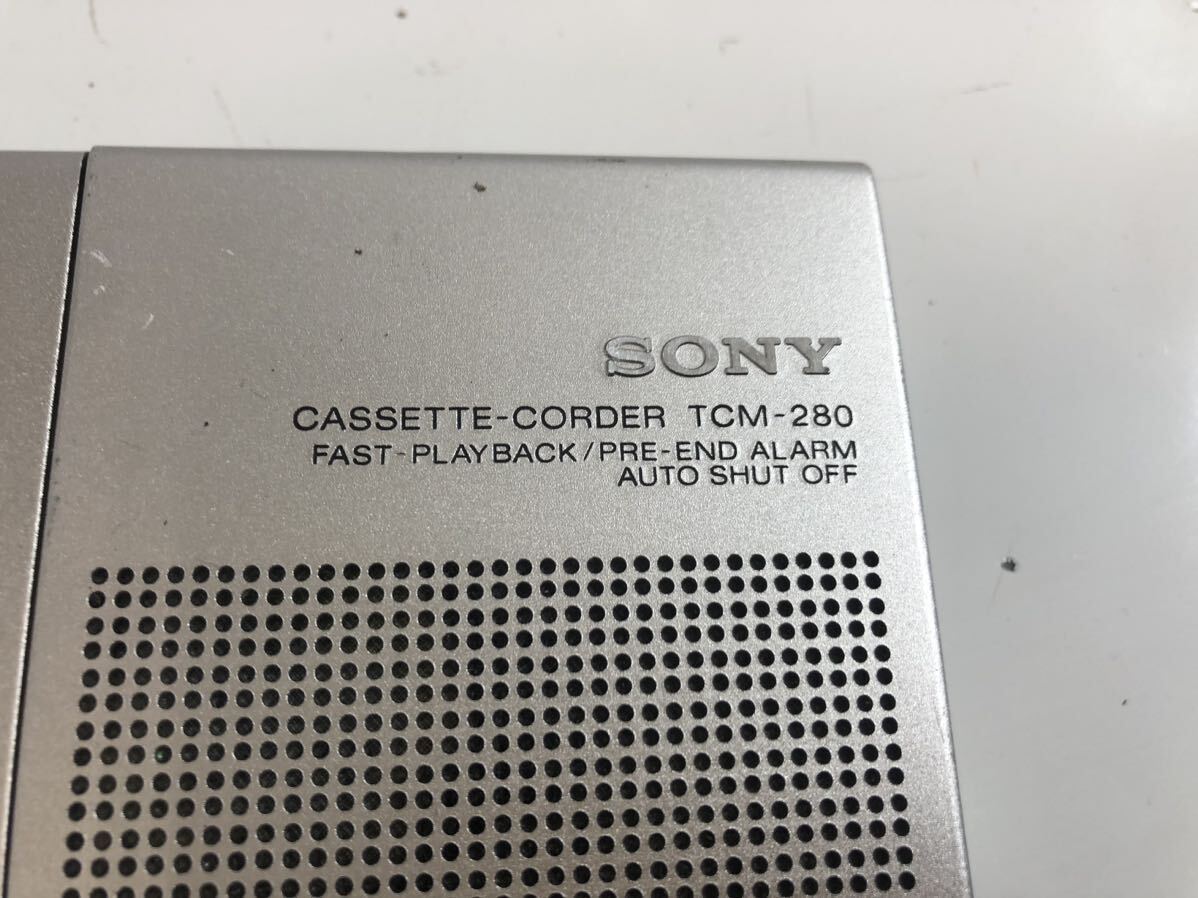 SONY
CASSETTE-CORDER TCM-280
FAST-PLAYBACK/PRE-END ALARM
AUTO SHUT OFF